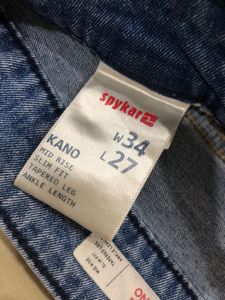 spykar
W34
L27
KANO
MID RISE
SLIM FIT
TAPERED LEG
ANKLE LENGTH